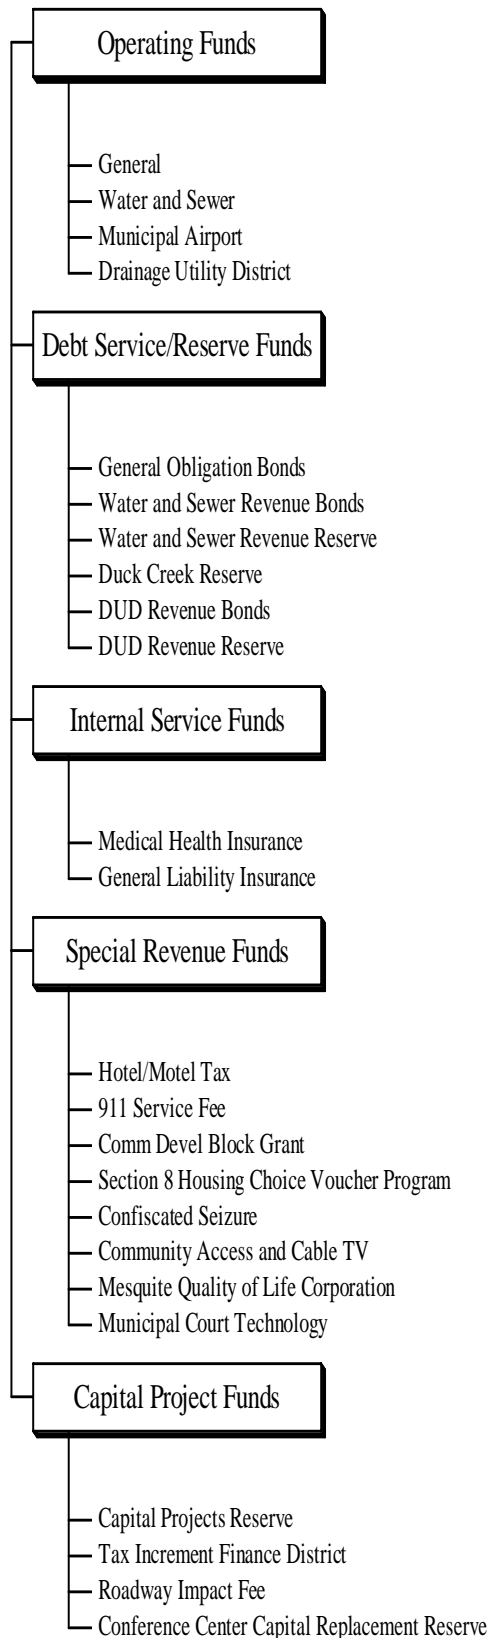 Operating Funds
General
Water and Sewer
Municipal Airport
Drainage Utility District
Debt Service/Reserve Funds
General Obligation Bonds
Water and Sewer Revenue Bonds
Water and Sewer Revenue Reserve
Duck Creek Reserve
DUD Revenue Bonds
DUD Revenue Reserve
Internal Service Funds
Medical Health Insurance
General Liability Insurance
Special Revenue Funds
Hotel/Motel Tax
911 Service Fee
Comm Devel Block Grant
Section 8 Housing Choice Voucher Program
Confiscated Seizure
Community Access and Cable TV
Mesquite Quality of Life Corporation
Municipal Court Technology
Capital Project Funds
Capital Projects Reserve
Tax Increment Finance District
Roadway Impact Fee
Conference Center Capital Replacement Reserve